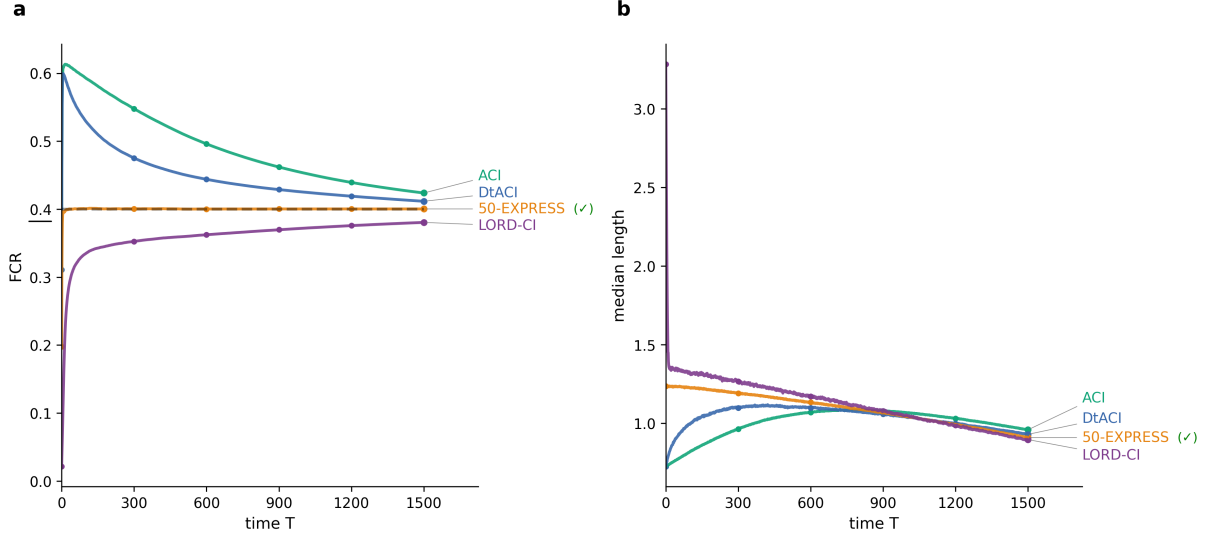 a
0.6
0.5
0.4
0.3
0.2
0.1
0.0
FCR
0 300 600 900 1200 1500
time T
ACI
DtACI
50-EXPRESS (✓)
LORD-CI
b
3.0
2.5
2.0
1.5
1.0
median length
0 300 600 900 1200 1500
time T
ACI
DtACI
50-EXPRESS (✓)
LORD-CI